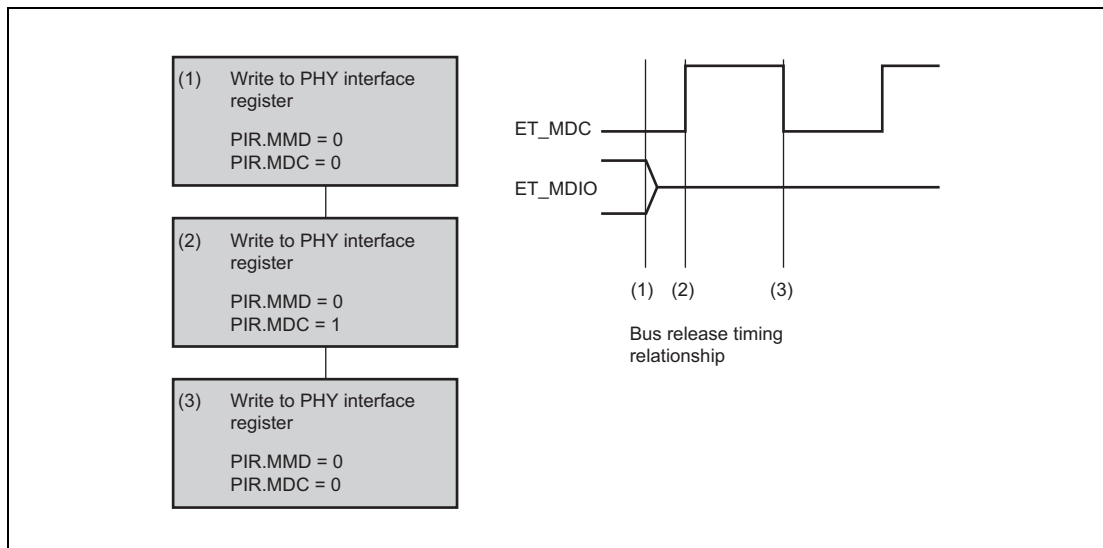 (1) Write to PHY interface
register
PIR.MMD = 0
PIR.MDC = 0
(2) Write to PHY interface
register
PIR.MMD = 0
PIR.MDC = 1
(3) Write to PHY interface
register
PIR.MMD = 0
PIR.MDC = 0
ET_MDC
ET_MDIO
(1) (2) (3)
Bus release timing
relationship